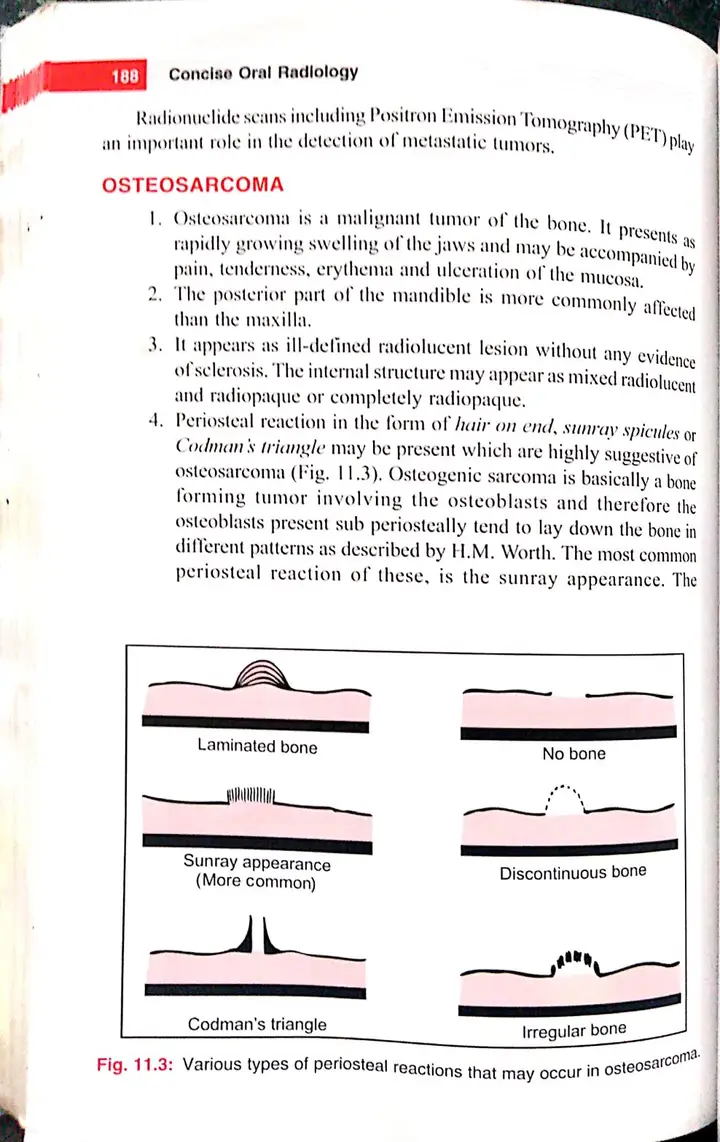 188 Concise Oral Radiology
Radionuclide scans including Positron Emission Tomography (PET) play
an important role in the detection of metastatic tumors.
OSTEOSARCOMA
1. Osteosarcoma is a malignant tumor of the bone. It presents as
rapidly growing swelling of the jaws and may be accompanied by
pain, tenderness, erythema and ulceration of the mucosa.
2. The posterior part of the mandible is more commonly affected
than the maxilla.
3. It appears as ill-defined radiolucent lesion without any evidence
of sclerosis. The internal structure may appear as mixed radiolucent
and radiopaque or completely radiopaque.
4. Periosteal reaction in the form of hair on end, sunray spicules or
Codman's triangle may be present which are highly suggestive of
osteosarcoma (Fig. 11.3). Osteogenic sarcoma is basically a bone
forming tumor involving the osteoblasts and therefore the
osteoblasts present sub periosteally tend to lay down the bone in
different patterns as described by H.M. Worth. The most common
periosteal reaction of these, is the sunray appearance. The
Laminated bone
No bone
Sunray appearance
(More common)
Discontinuous bone
Codman's triangle
Irregular bone
Fig. 11.3: Various types of periosteal reactions that may occur in osteosarcoma.